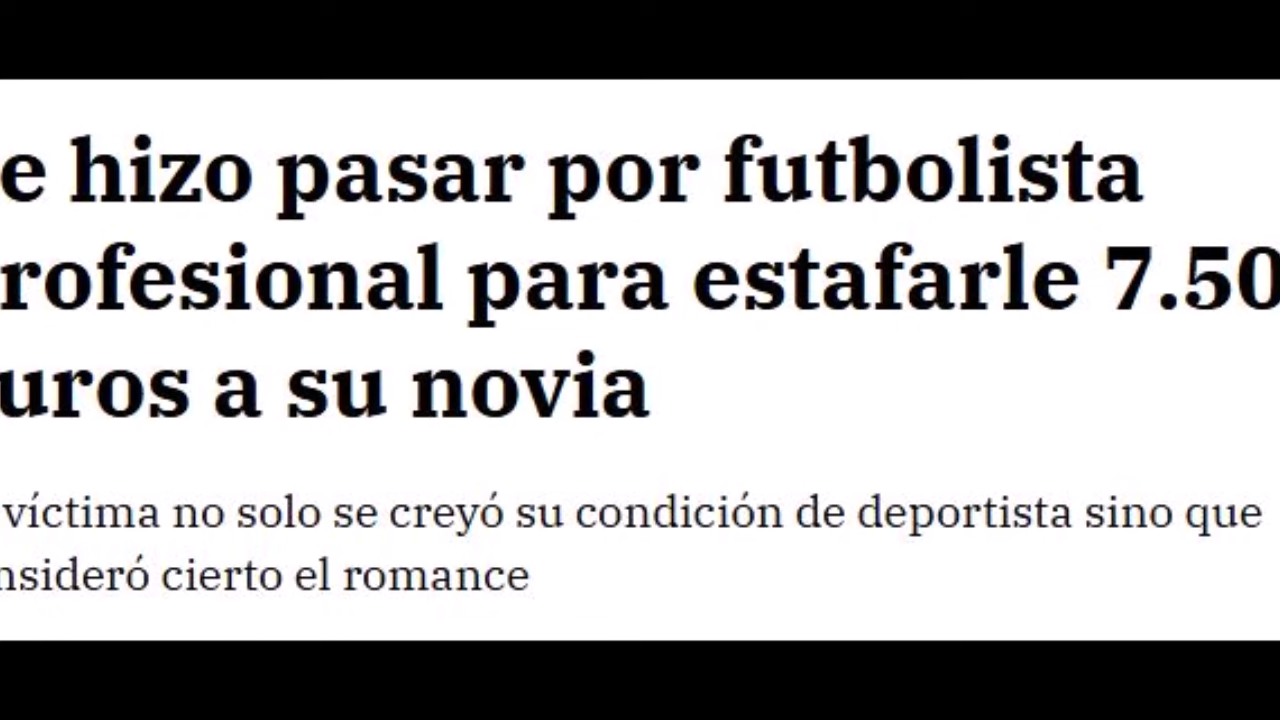 e hizo pasar por futbolista
rofesional para estafarle 7.50
uros a su novia
víctima no solo se creyó su condición de deportista sino que
nsideró cierto el romance